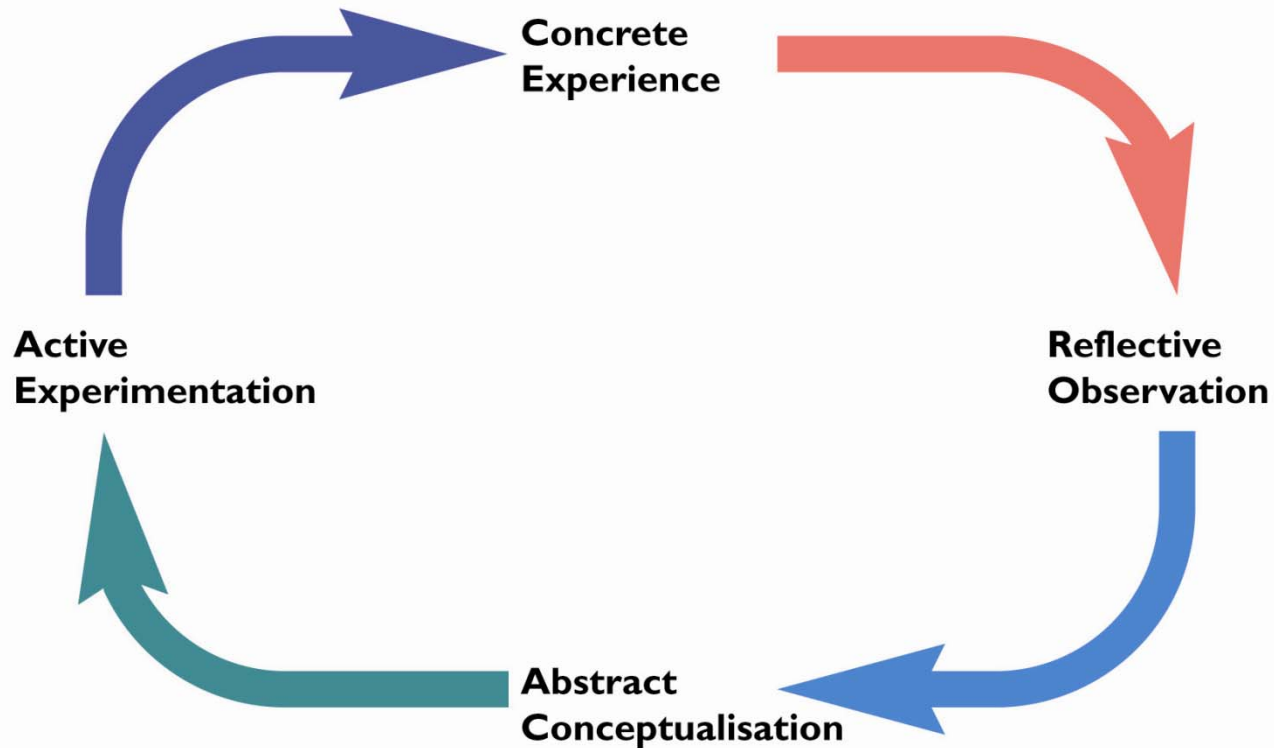 Concrete
Experience
Reflective
Observation
Abstract
Conceptualisation
Active
Experimentation